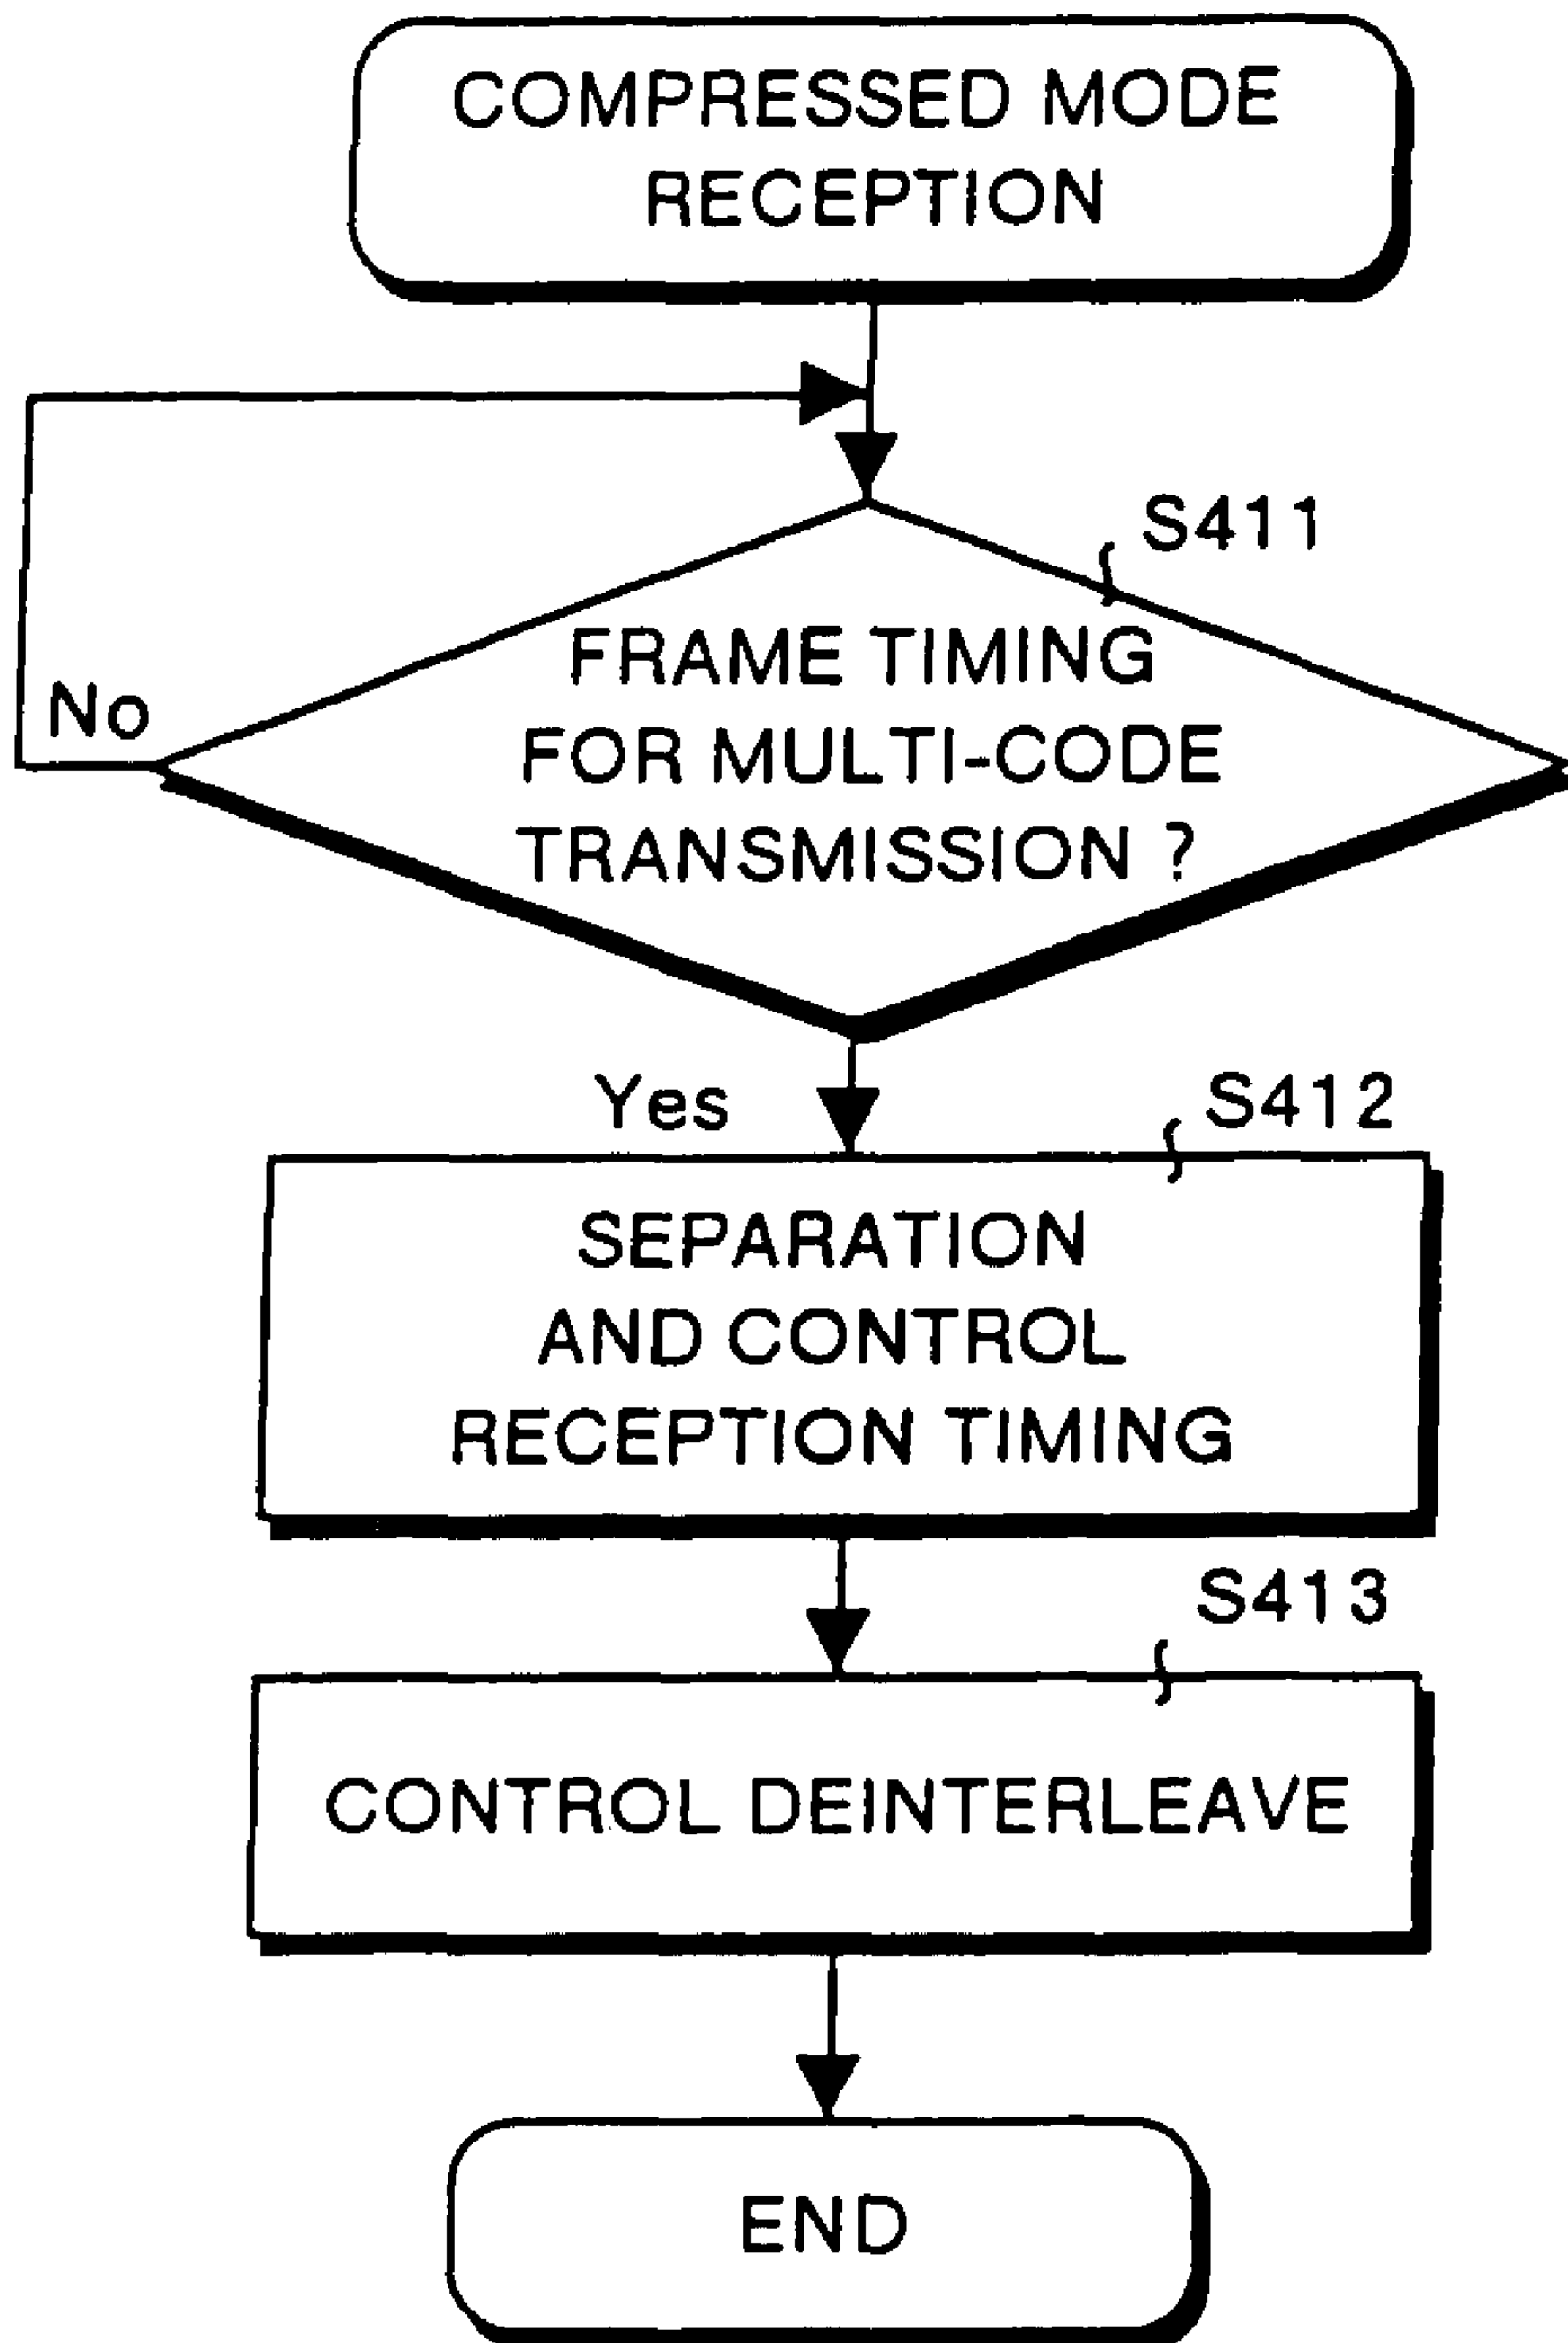 COMPRESSED MODE
RECEPTION
S411
FRAME TIMING
FOR MULTI-CODE
TRANSMISSION ?
No
Yes
S412
SEPARATION
AND CONTROL
RECEPTION TIMING
S413
CONTROL DEINTERLEAVE
END